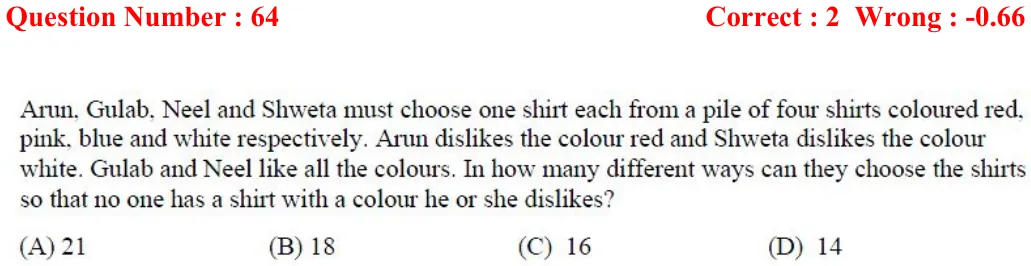 Question Number : 64 Correct : 2 Wrong : -0.66
Arun, Gulab, Neel and Shweta must choose one shirt each from a pile of four shirts coloured red,
pink, blue and white respectively. Arun dislikes the colour red and Shweta dislikes the colour
white. Gulab and Neel like all the colours. In how many different ways can they choose the shirts
so that no one has a shirt with a colour he or she dislikes?
(A) 21 (B) 18 (C) 16 (D) 14